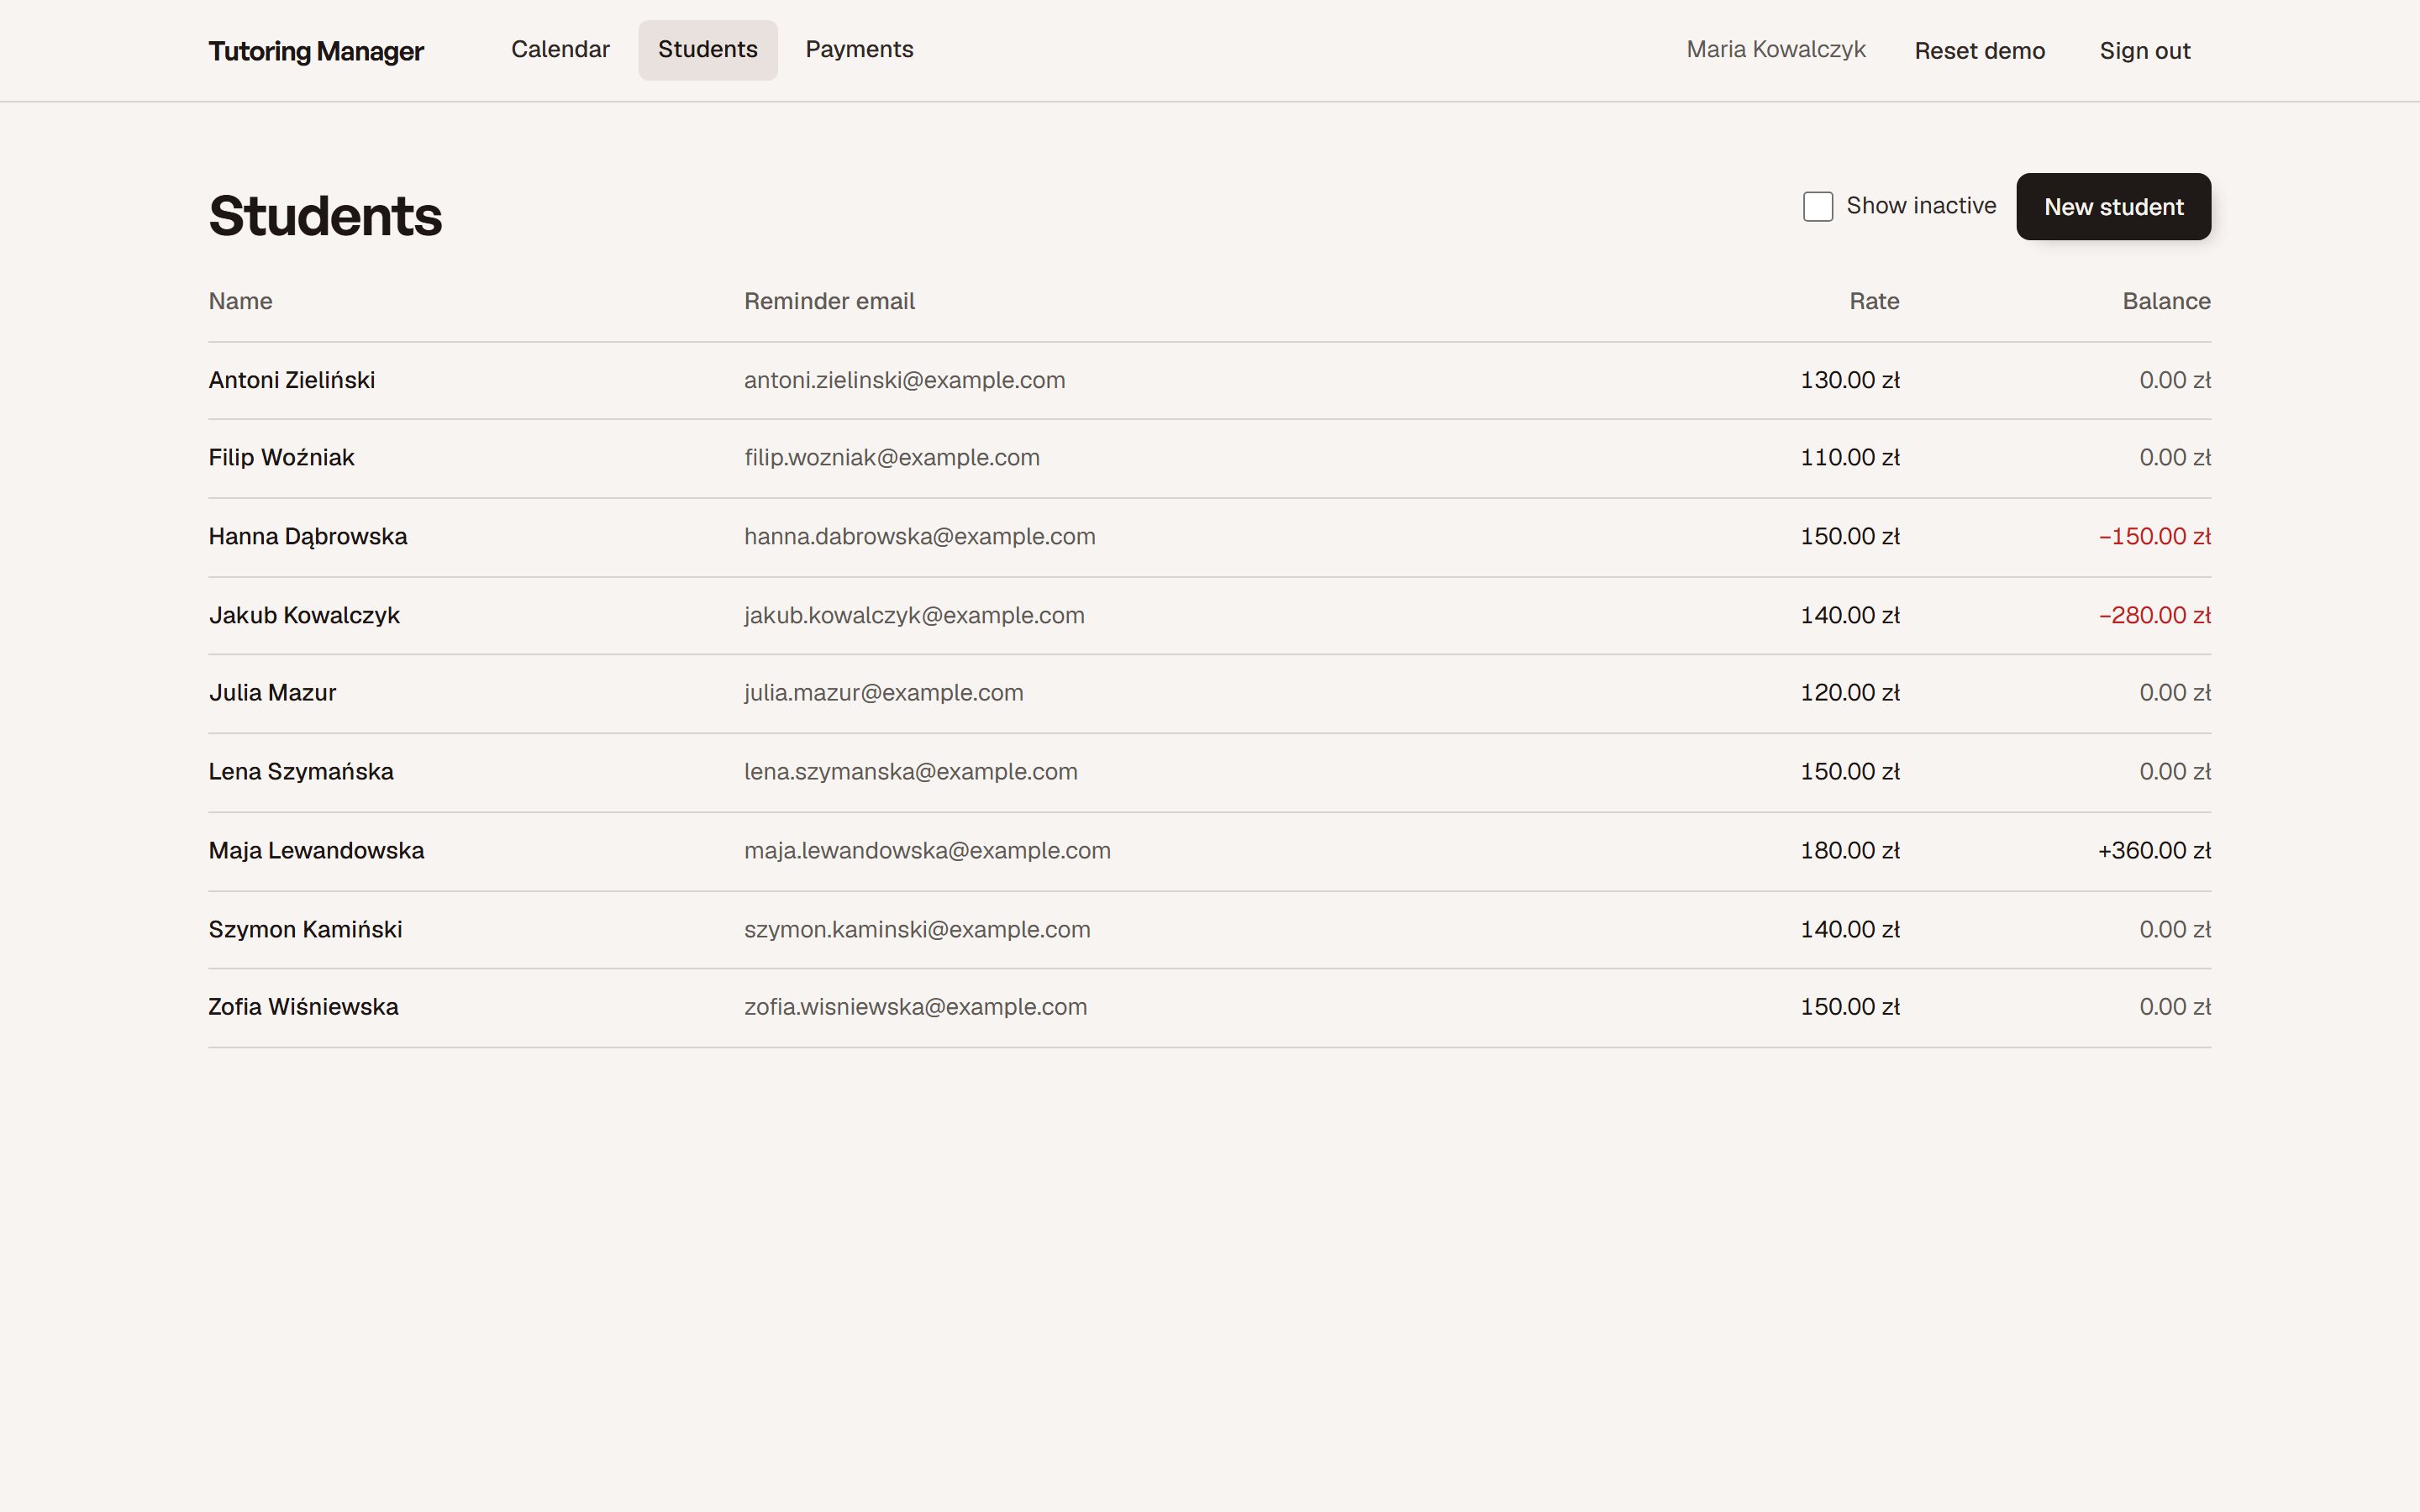 Tutoring Manager Calendar Students Payments Maria Kowalczyk Reset demo Sign out
Students Show inactive New student
Name Reminder email Rate Balance
Antoni Zieliński antoni.zielinski@example.com 130.00 zł 0.00 zł
Filip Woźniak filip.wozniak@example.com 110.00 zł 0.00 zł
Hanna Dąbrowska hanna.dabrowska@example.com 150.00 zł −150.00 zł
Jakub Kowalczyk jakub.kowalczyk@example.com 140.00 zł −280.00 zł
Julia Mazur julia.mazur@example.com 120.00 zł 0.00 zł
Lena Szymańska lena.szymanska@example.com 150.00 zł 0.00 zł
Maja Lewandowska maja.lewandowska@example.com 180.00 zł +360.00 zł
Szymon Kamiński szymon.kaminski@example.com 140.00 zł 0.00 zł
Zofia Wiśniewska zofia.wisniewska@example.com 150.00 zł 0.00 zł